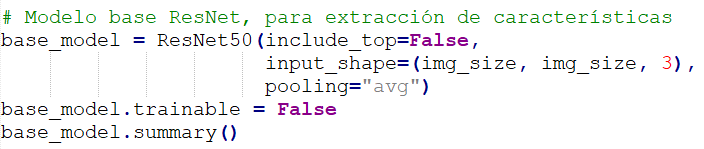 # Modelo base ResNet, para extracción de características
base_model = ResNet50(include_top=False,
                      input_shape=(img_size, img_size, 3),
                      pooling="avg")
base_model.trainable = False
base_model.summary()